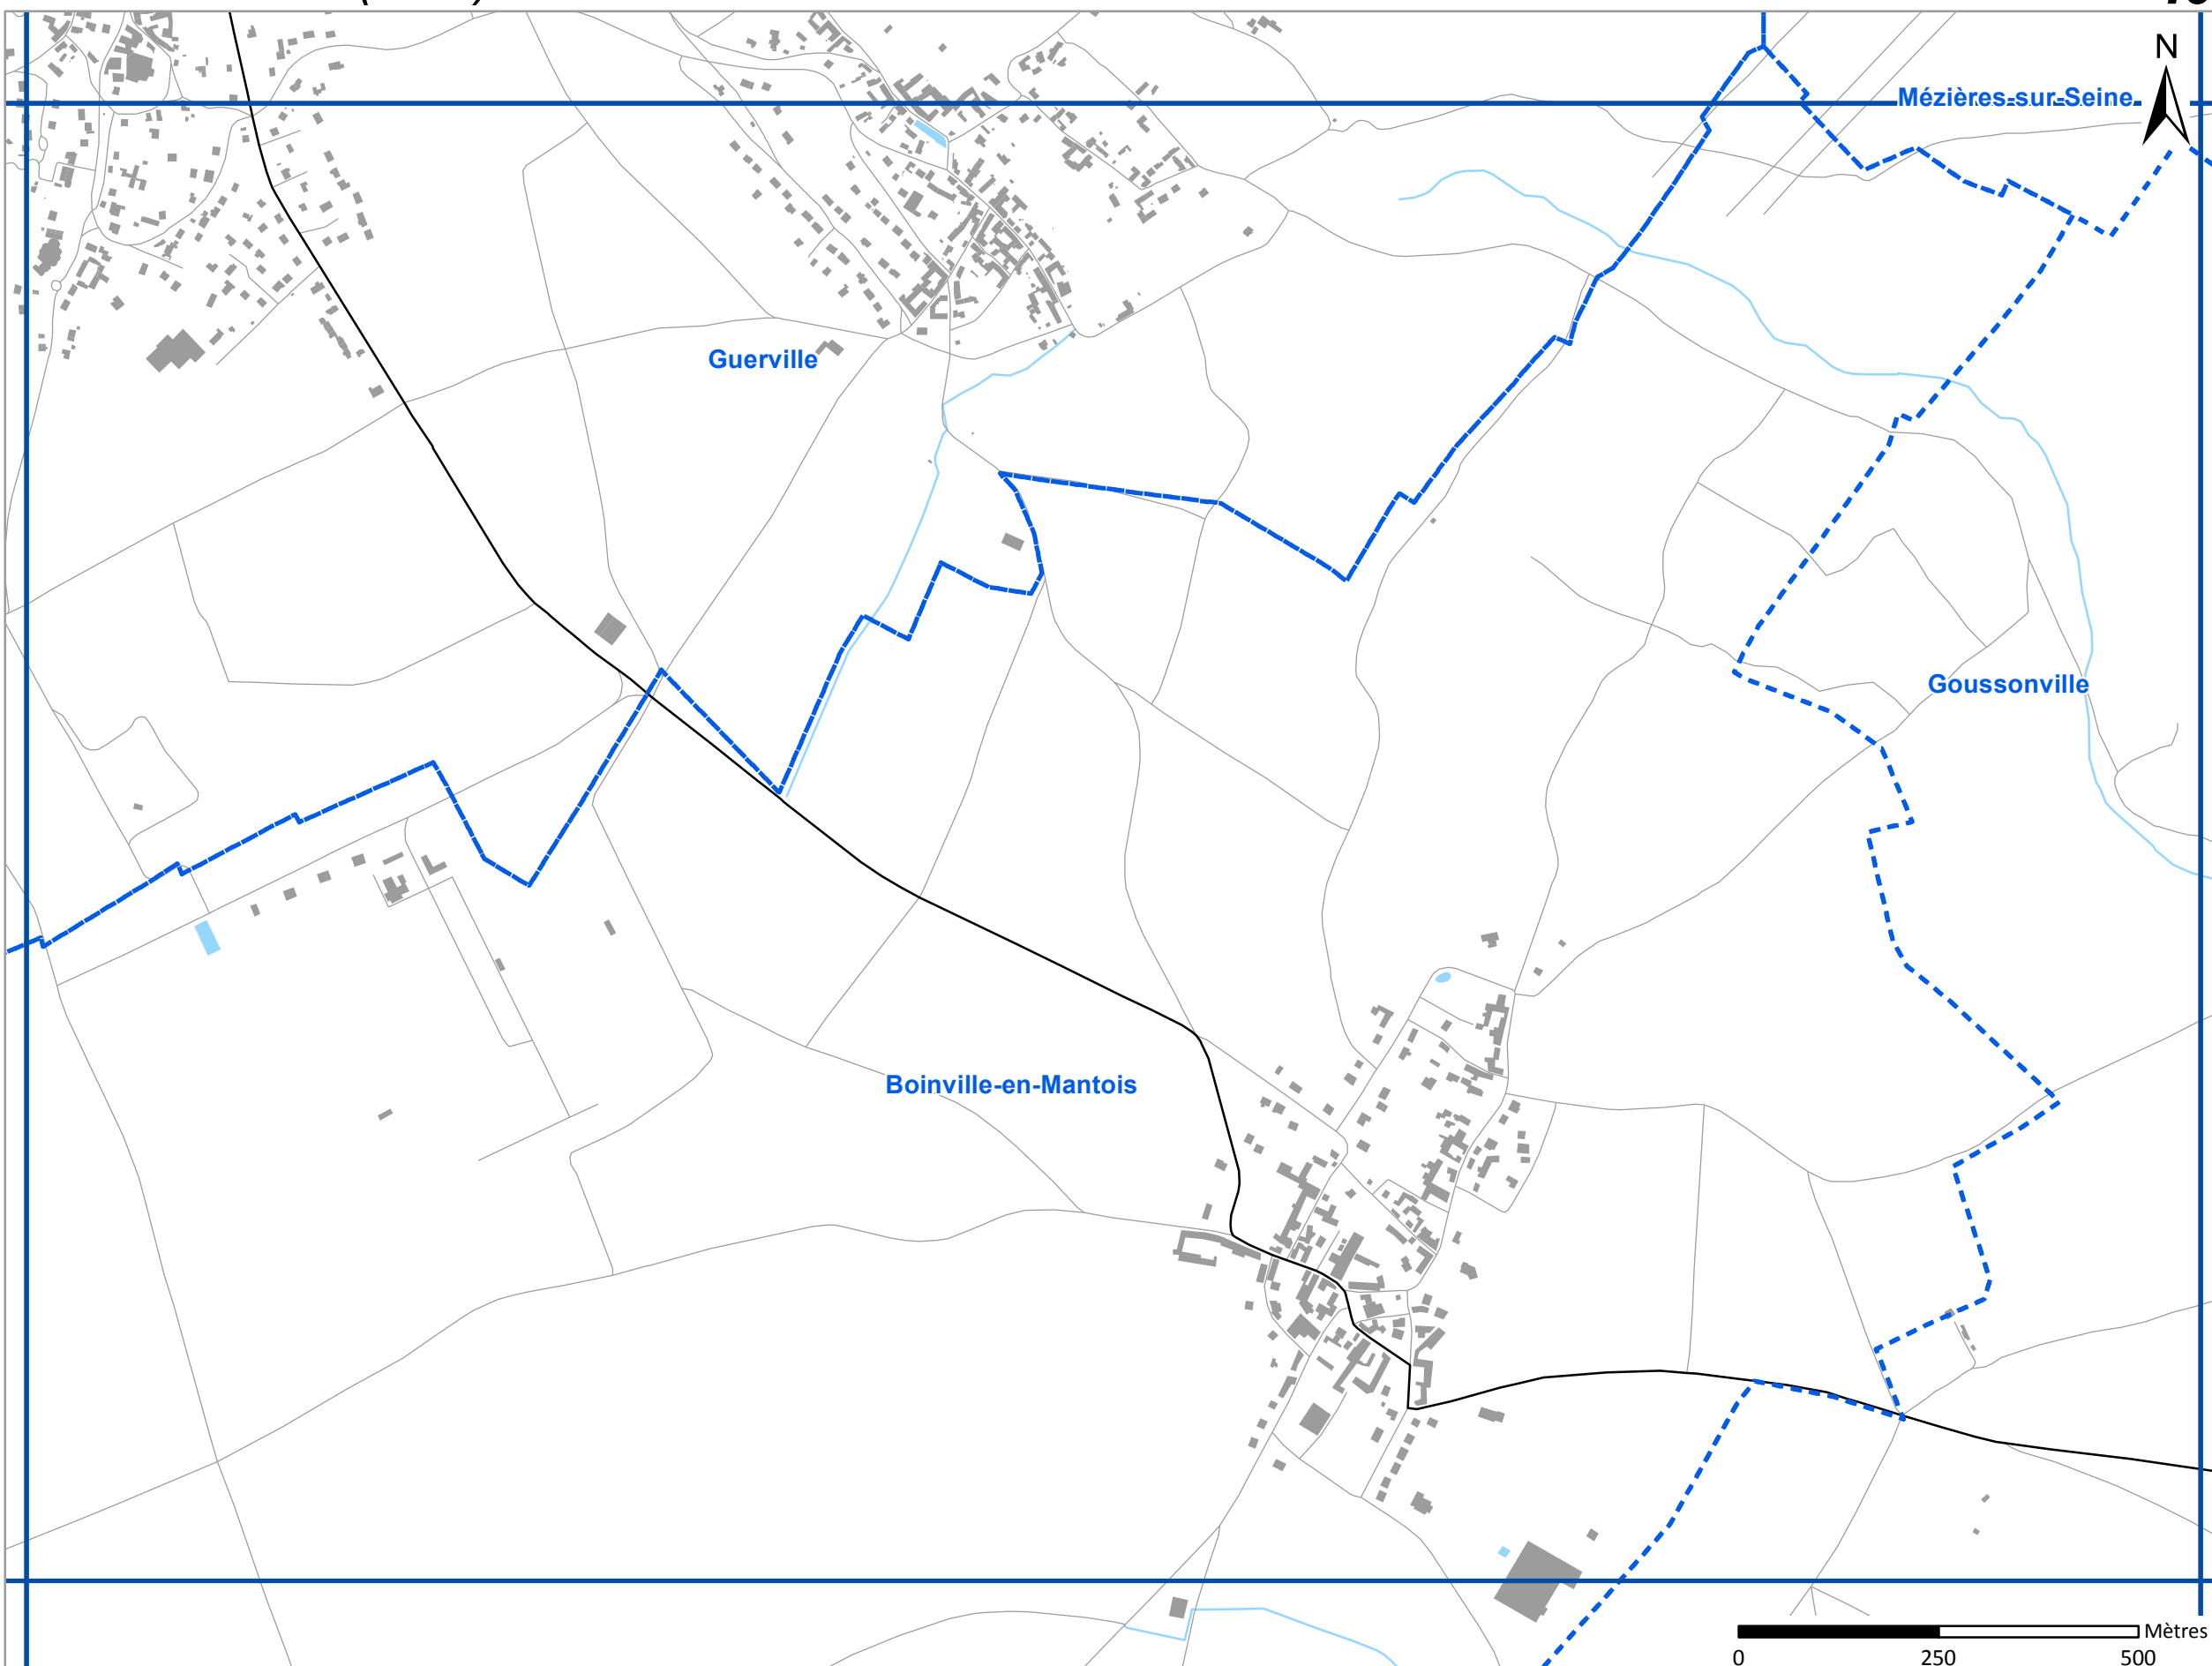 N
Mézières-sur-Seine
Guerville
Goussonville
Boinville-en-Mantois
Mètres
0 250 500